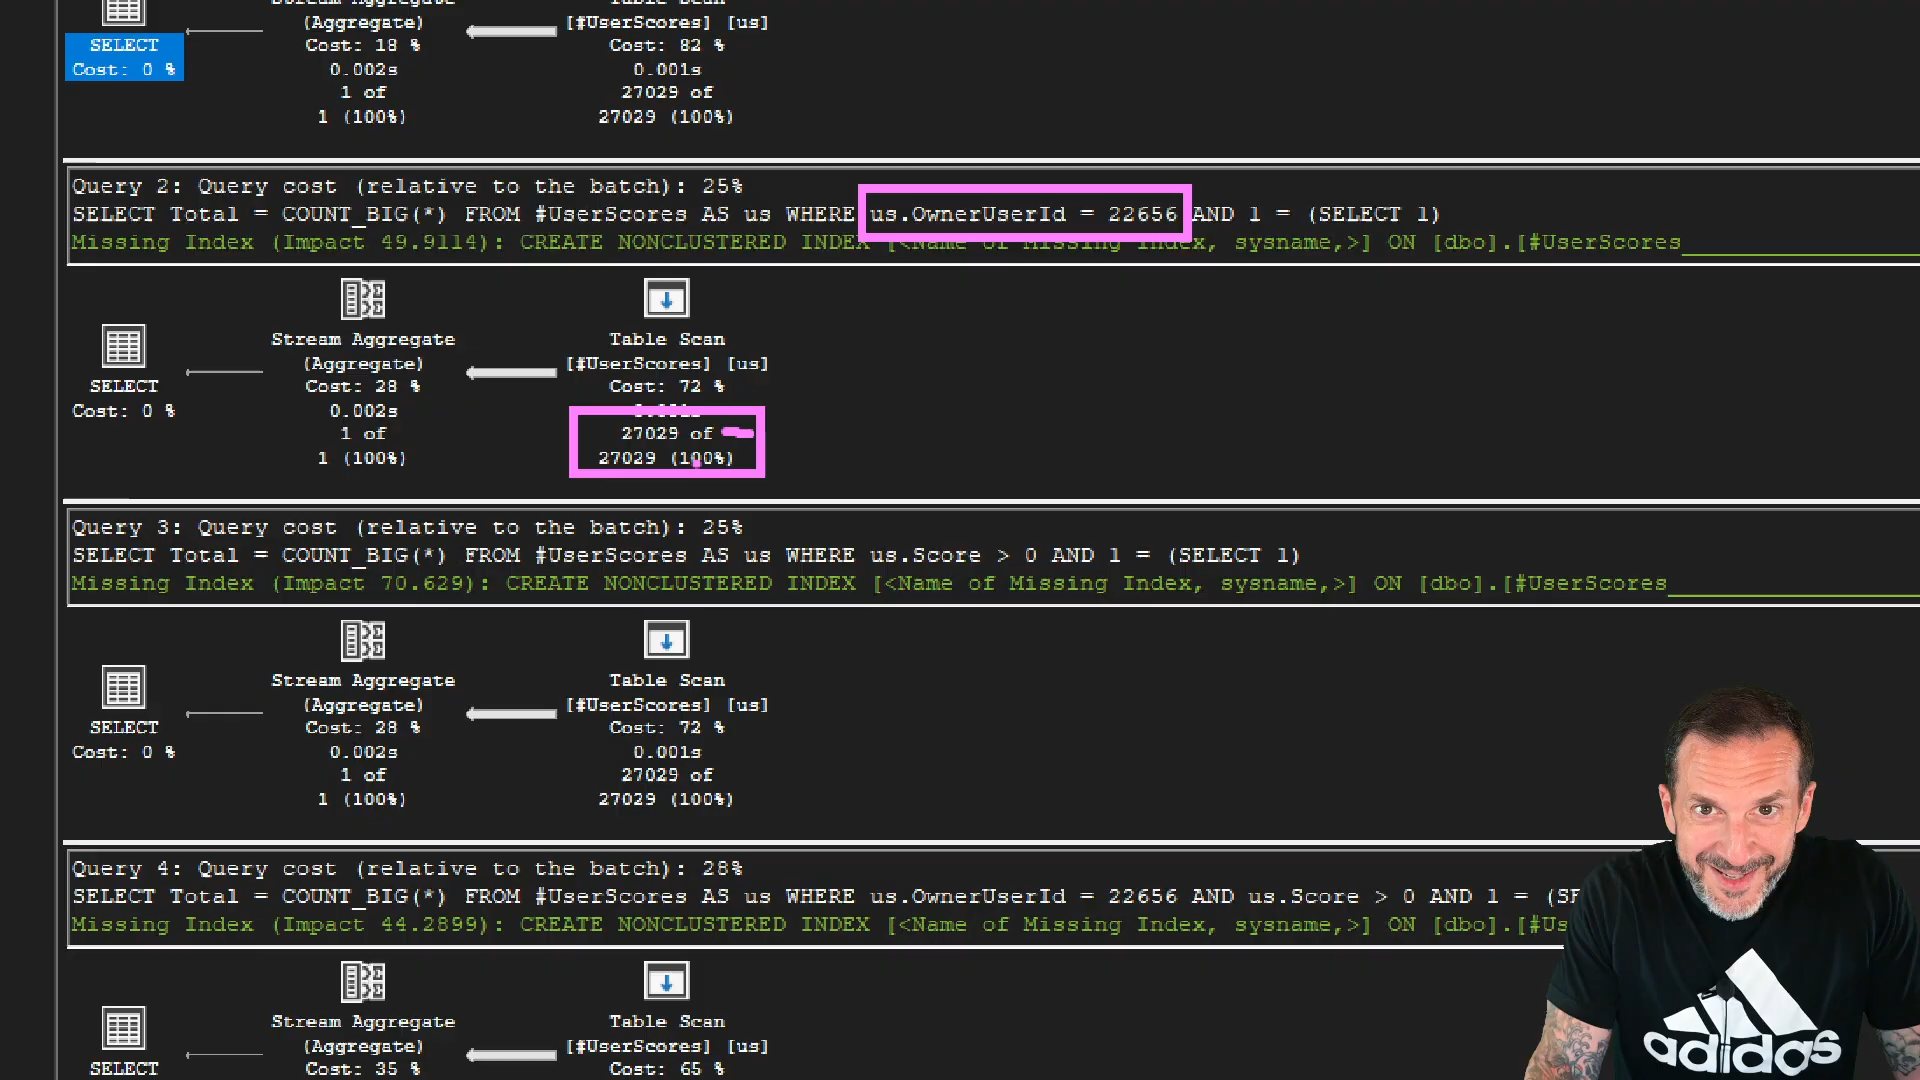 Stream Aggregate Table Scan
(Aggregate) [#UserScores] [us]
SELECT Cost: 18 % Cost: 82 %
Cost: 0 % 0.002s 0.001s
1 of 27029 of
1 (100%) 27029 (100%)
Query 2: Query cost (relative to the batch): 25%
SELECT Total = COUNT_BIG(*) FROM #UserScores AS us WHERE us.OwnerUserId = 22656 AND 1 = (SELECT 1)
Missing Index (Impact 49.9114): CREATE NONCLUSTERED INDEX [<Name of Missing Index, sysname,>] ON [dbo].[#UserScores
Stream Aggregate Table Scan
(Aggregate) [#UserScores] [us]
SELECT Cost: 28 % Cost: 72 %
Cost: 0 % 0.002s
1 of 27029 of
1 (100%) 27029 (100%)
Query 3: Query cost (relative to the batch): 25%
SELECT Total = COUNT_BIG(*) FROM #UserScores AS us WHERE us.Score > 0 AND 1 = (SELECT 1)
Missing Index (Impact 70.629): CREATE NONCLUSTERED INDEX [<Name of Missing Index, sysname,>] ON [dbo].[#UserScores
Stream Aggregate Table Scan
(Aggregate) [#UserScores] [us]
SELECT Cost: 28 % Cost: 72 %
Cost: 0 % 0.002s 0.001s
1 of 27029 of
1 (100%) 27029 (100%)
Query 4: Query cost (relative to the batch): 28%
SELECT Total = COUNT_BIG(*) FROM #UserScores AS us WHERE us.OwnerUserId = 22656 AND us.Score > 0 AND 1 = (SE
Missing Index (Impact 44.2899): CREATE NONCLUSTERED INDEX [<Name of Missing Index, sysname,>] ON [dbo].[#Us
Stream Aggregate Table Scan
(Aggregate) [#UserScores] [us]
SELECT Cost: 35 % Cost: 65 %
adidas